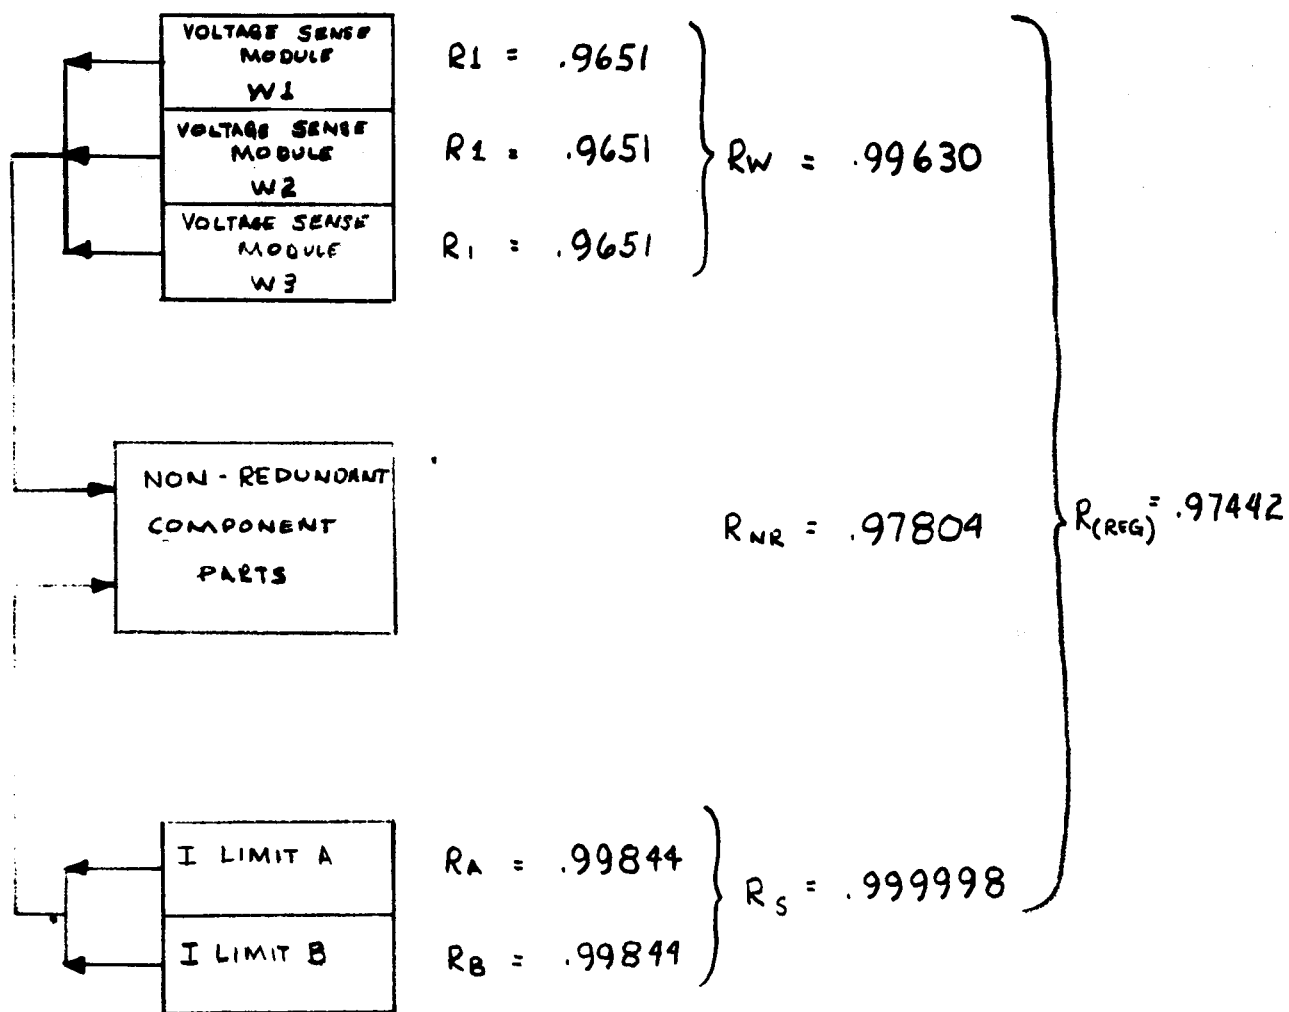 VOLTAGE SENSE
MODULE
W1
R1 = .9651
VOLTAGE SENSE
MODULE
W2
R1 = .9651
RW = .99630
VOLTAGE SENSE
MODULE
W3
R1 = .9651
NON-REDUNDANT
COMPONENT
PARTS
RNR = .97804
R(REG) = .97442
I LIMIT A
RA = .99844
RS = .999998
I LIMIT B
RB = .99844